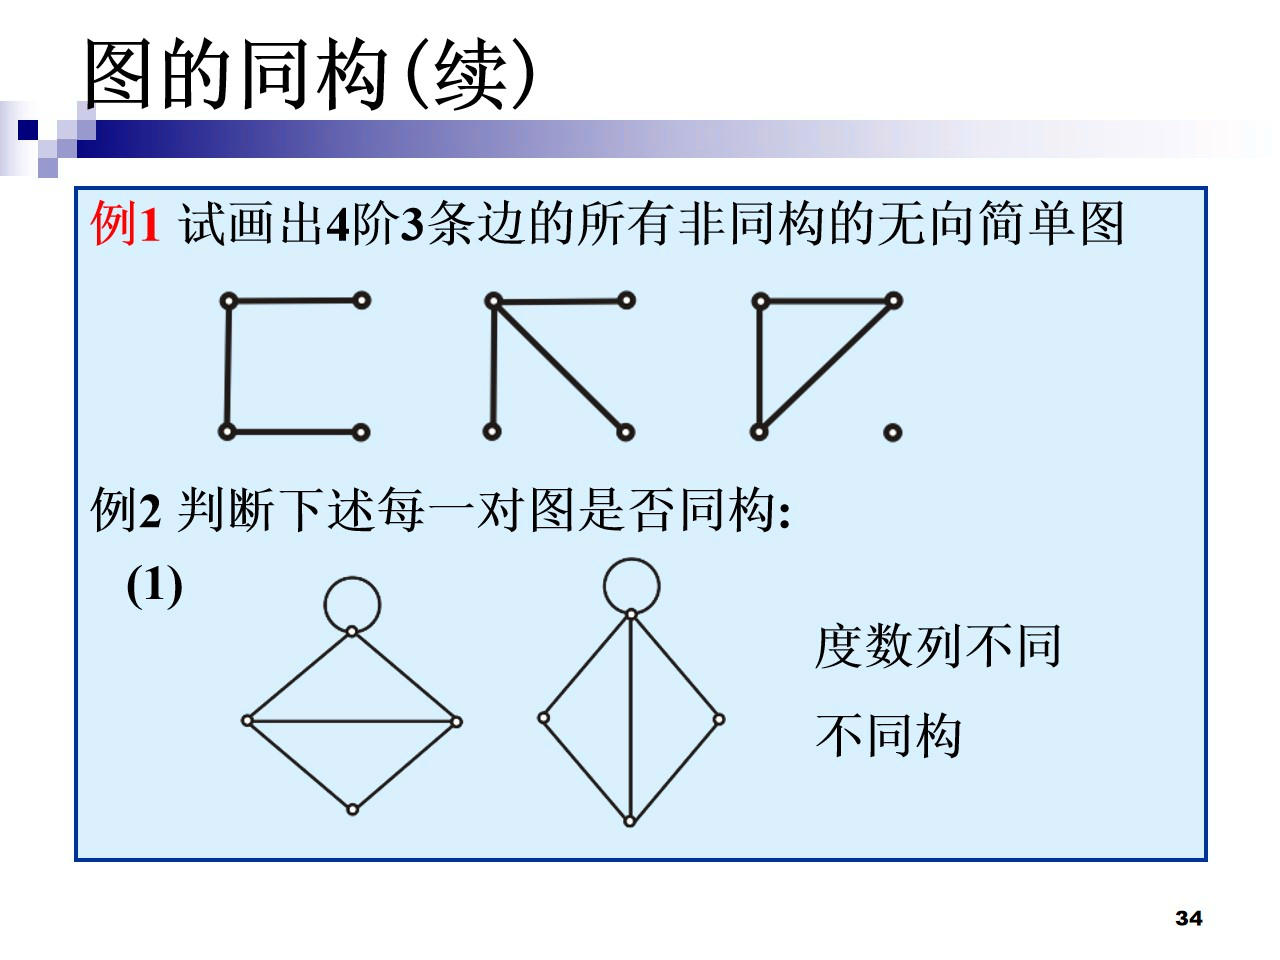 图的同构(续)
例1 试画出4阶3条边的所有非同构的无向简单图
例2 判断下述每一对图是否同构:
(1)
度数列不同
不同构
34